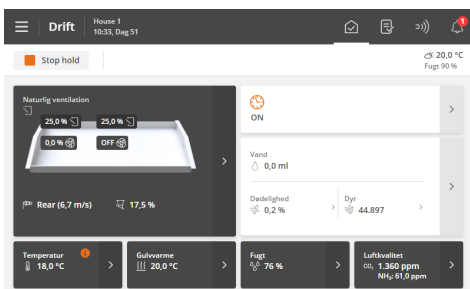 Drift
House 1
10:33, Dag 51
1
Stop hold
20,0 °C
Fugt 90 %
Naturlig ventilation
25,0 % 25,0 %
0,0 % OFF
Rear (6,7 m/s) 17,5 %
ON
Vand
0,0 ml
Dødelighed Dyr
0,2 % 44.897
Temperatur
18,0 °C
Gulvvarme
20,0 °C
Fugt
76 %
Luftkvalitet
CO₂ 1.360 ppm
NH₃: 61,0 ppm